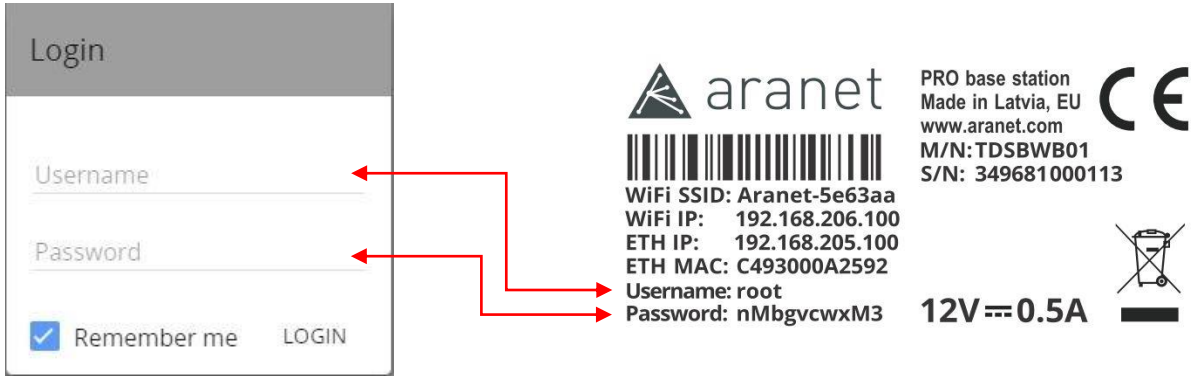 Login
Username
Password
Remember me LOGIN
aranet
WiFi SSID: Aranet-5e63aa
WiFi IP: 192.168.206.100
ETH IP: 192.168.205.100
ETH MAC: C493000A2592
Username: root
Password: nMbgvcwxM3
PRO base station
Made in Latvia, EU
www.aranet.com
M/N: TDSBWB01
S/N: 349681000113
CE
12V⎓0.5A